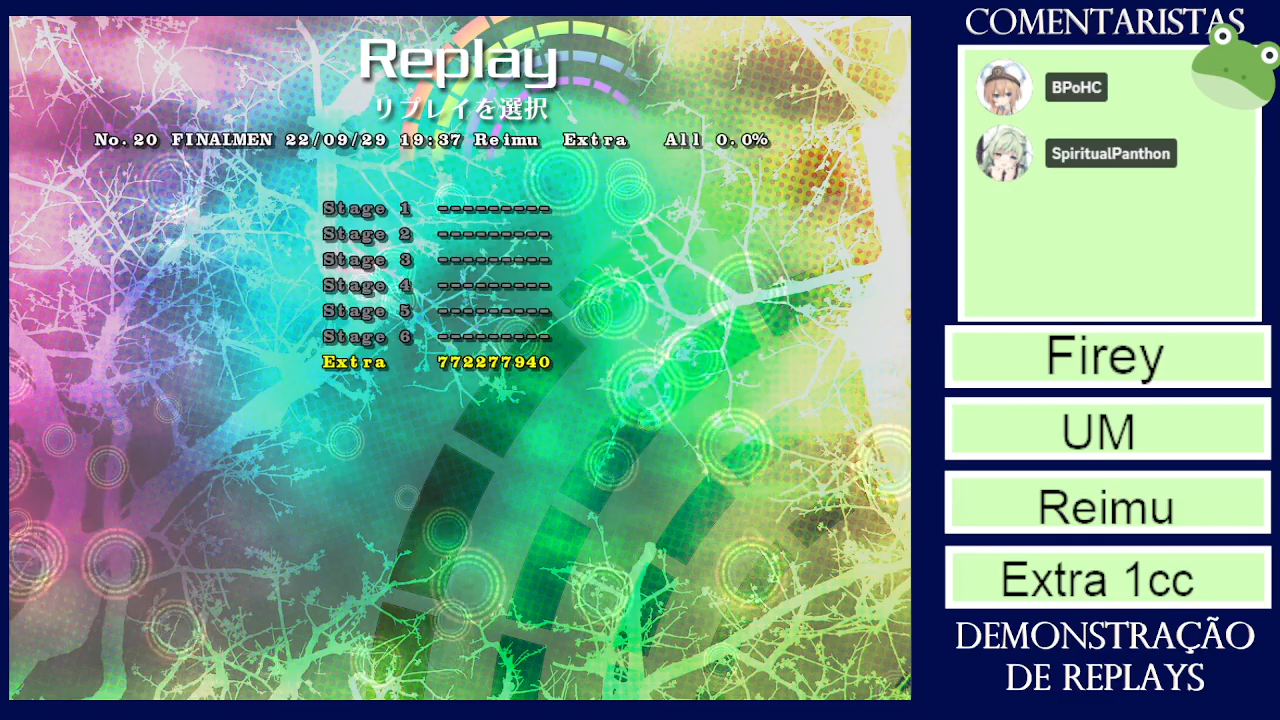 Replay
リプレイを選択
No.20 FINALMEN 22/09/29 19:37 Reimu Extra All 0.0%
Stage 1 ---------
Stage 2 ---------
Stage 3 ---------
Stage 4 ---------
Stage 5 ---------
Stage 6 ---------
Extra 772277940
COMENTARISTAS
BPoHC
SpiritualPanthon
Firey
UM
Reimu
Extra 1cc
DEMONSTRAÇÃO
DE REPLAYS